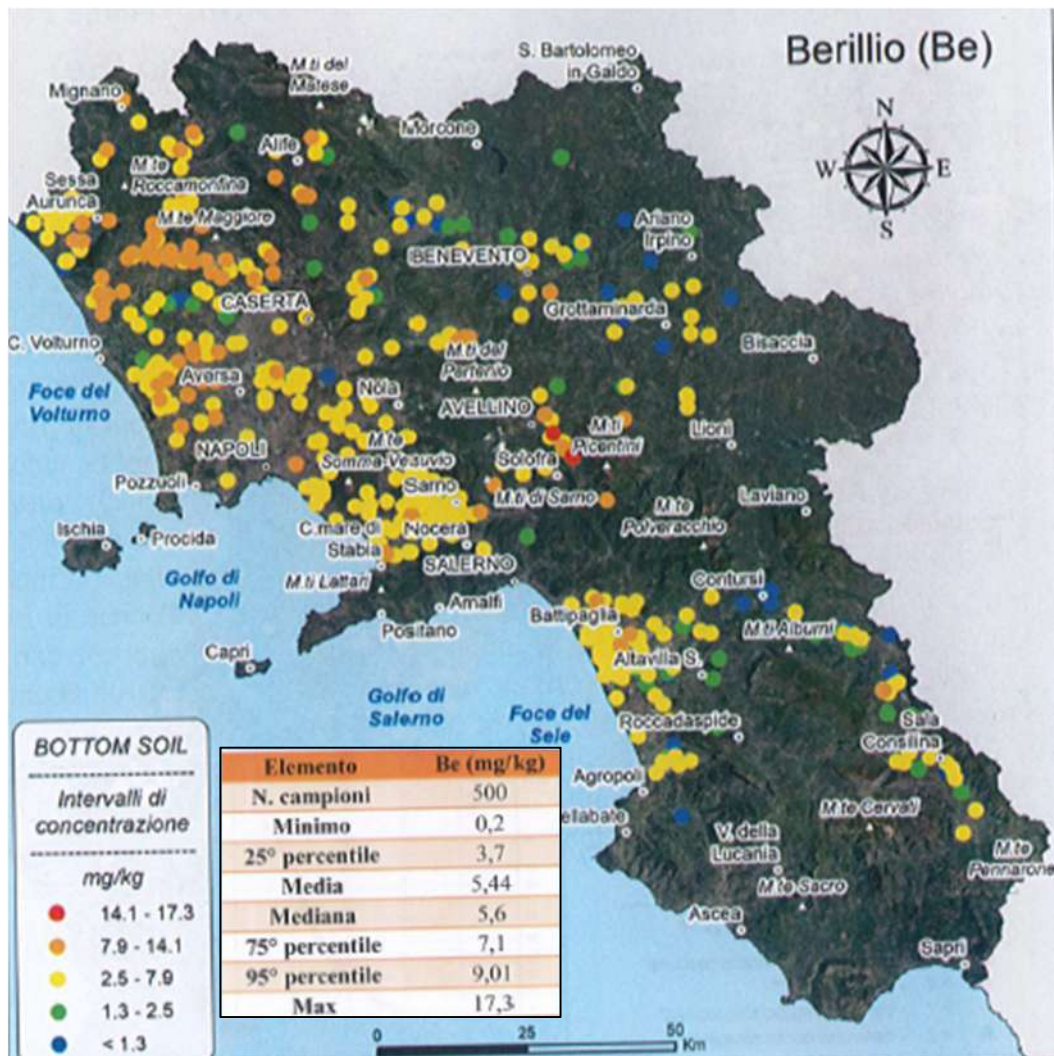 Berillio (Be)
S. Bartolomeo
in Galdo
M.ti del
Matese
Mignano
Morcone
Alife
M.te
Roccamonfina
Sessa
Aurunca
M.te Maggiore
Ariano
Irpino
BENEVENTO
CASERTA
Grottaminarda
Bisaccia
C. Volturno
M.ti del
Partenio
Foce del
Volturno
Aversa
Nola
AVELLINO
M.ti
Picentini
Lioni
NAPOLI
M.te
Somma-Vesuvio
Solofra
Pozzuoli
Sarno
M.ti di Sarno
Laviano
Ischia
Procida
C.mare di
Stabia
Nocera
M.te
Polveracchio
SALERNO
Golfo di
Napoli
M.ti Lattari
Contursi
Amalfi
Positano
Battipaglia
M.ti Alburni
Capri
Altavilla S.
Golfo di
Salerno
Foce del
Sele
Roccadaspide
Sala
Consilina
Agropoli
ellabate
M.te Cervati
V. della
Lucania
M.te
Pennarone
M.te Sacro
Ascea
Sapri
N
W E
S
BOTTOM SOIL
Intervalli di
concentrazione
mg/kg
14.1 - 17.3
7.9 - 14.1
2.5 - 7.9
1.3 - 2.5
< 1.3
Elemento Be (mg/kg)
N. campioni 500
Minimo 0,2
25° percentile 3,7
Media 5,44
Mediana 5,6
75° percentile 7,1
95° percentile 9,01
Max 17,3
0 25 50
Km